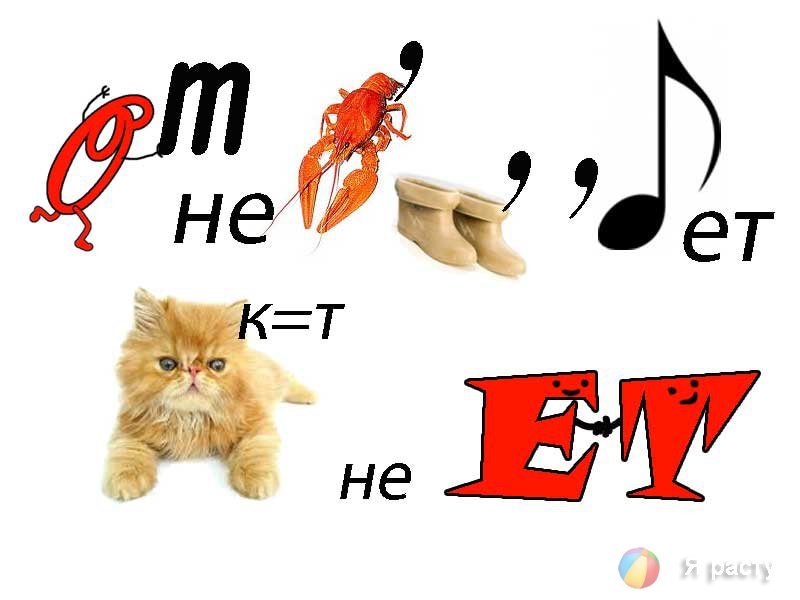 От
не , , , ет
к=т
не ЕТ
Я расту